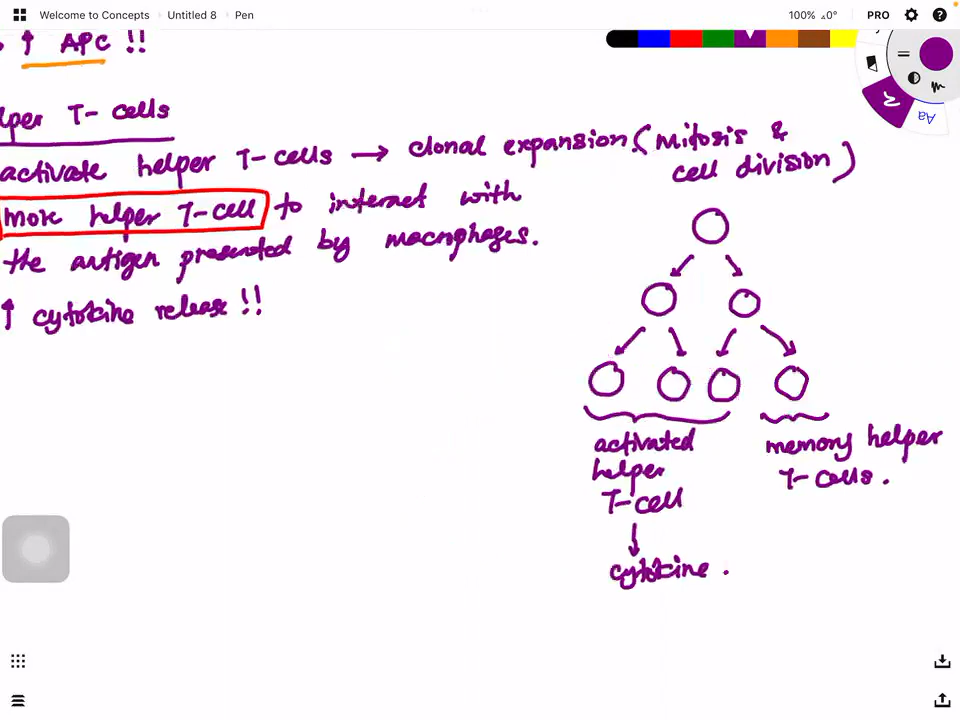 Welcome to Concepts > Untitled 8 > Pen
100% ⊿0° PRO
↑ APC !!
Aa
lper T-cells
activate helper T-cells → clonal expansion. (Mitosis &
cell division)
more helper T-cell to interact with
the antigen presented by macrophages.
↑ cytokine release !!
activated
helper
T-cell
↓
cytokine.
memory helper
T-cells.